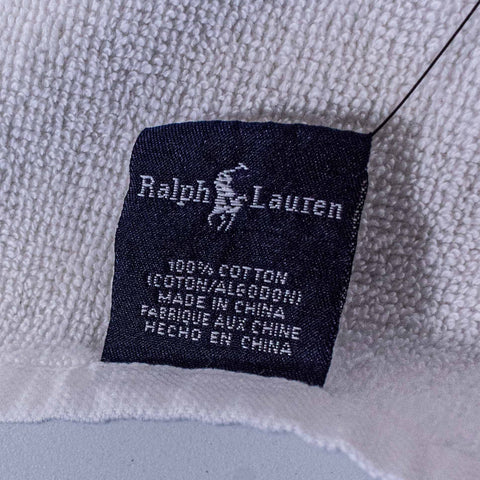 Ralph Lauren
100% COTTON
(COTON/ALGODON)
MADE IN CHINA
FABRIQUE AUX CHINE
HECHO EN CHINA